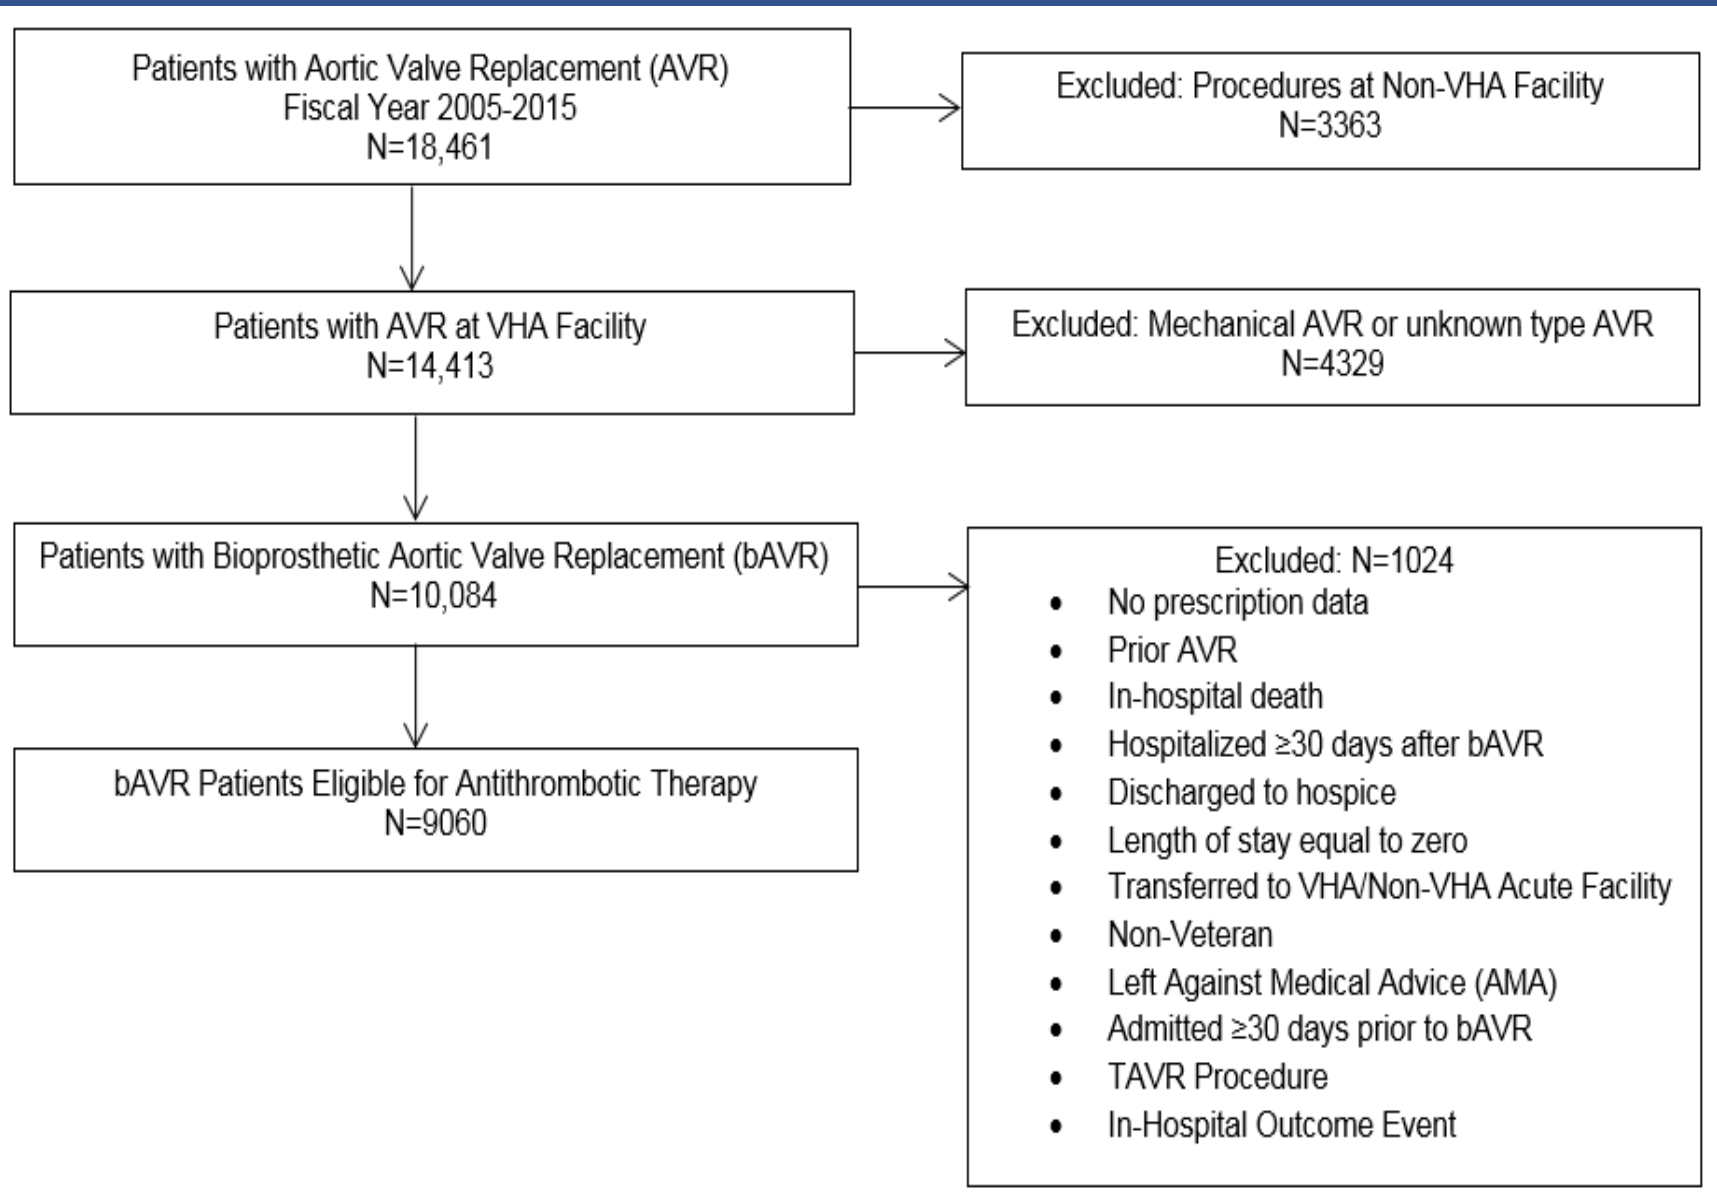 Patients with Aortic Valve Replacement (AVR)
Fiscal Year 2005-2015
N=18,461
Excluded: Procedures at Non-VHA Facility
N=3363
Patients with AVR at VHA Facility
N=14,413
Excluded: Mechanical AVR or unknown type AVR
N=4329
Patients with Bioprosthetic Aortic Valve Replacement (bAVR)
N=10,084
Excluded: N=1024
• No prescription data
• Prior AVR
• In-hospital death
• Hospitalized ≥30 days after bAVR
• Discharged to hospice
• Length of stay equal to zero
• Transferred to VHA/Non-VHA Acute Facility
• Non-Veteran
• Left Against Medical Advice (AMA)
• Admitted ≥30 days prior to bAVR
• TAVR Procedure
• In-Hospital Outcome Event
bAVR Patients Eligible for Antithrombotic Therapy
N=9060